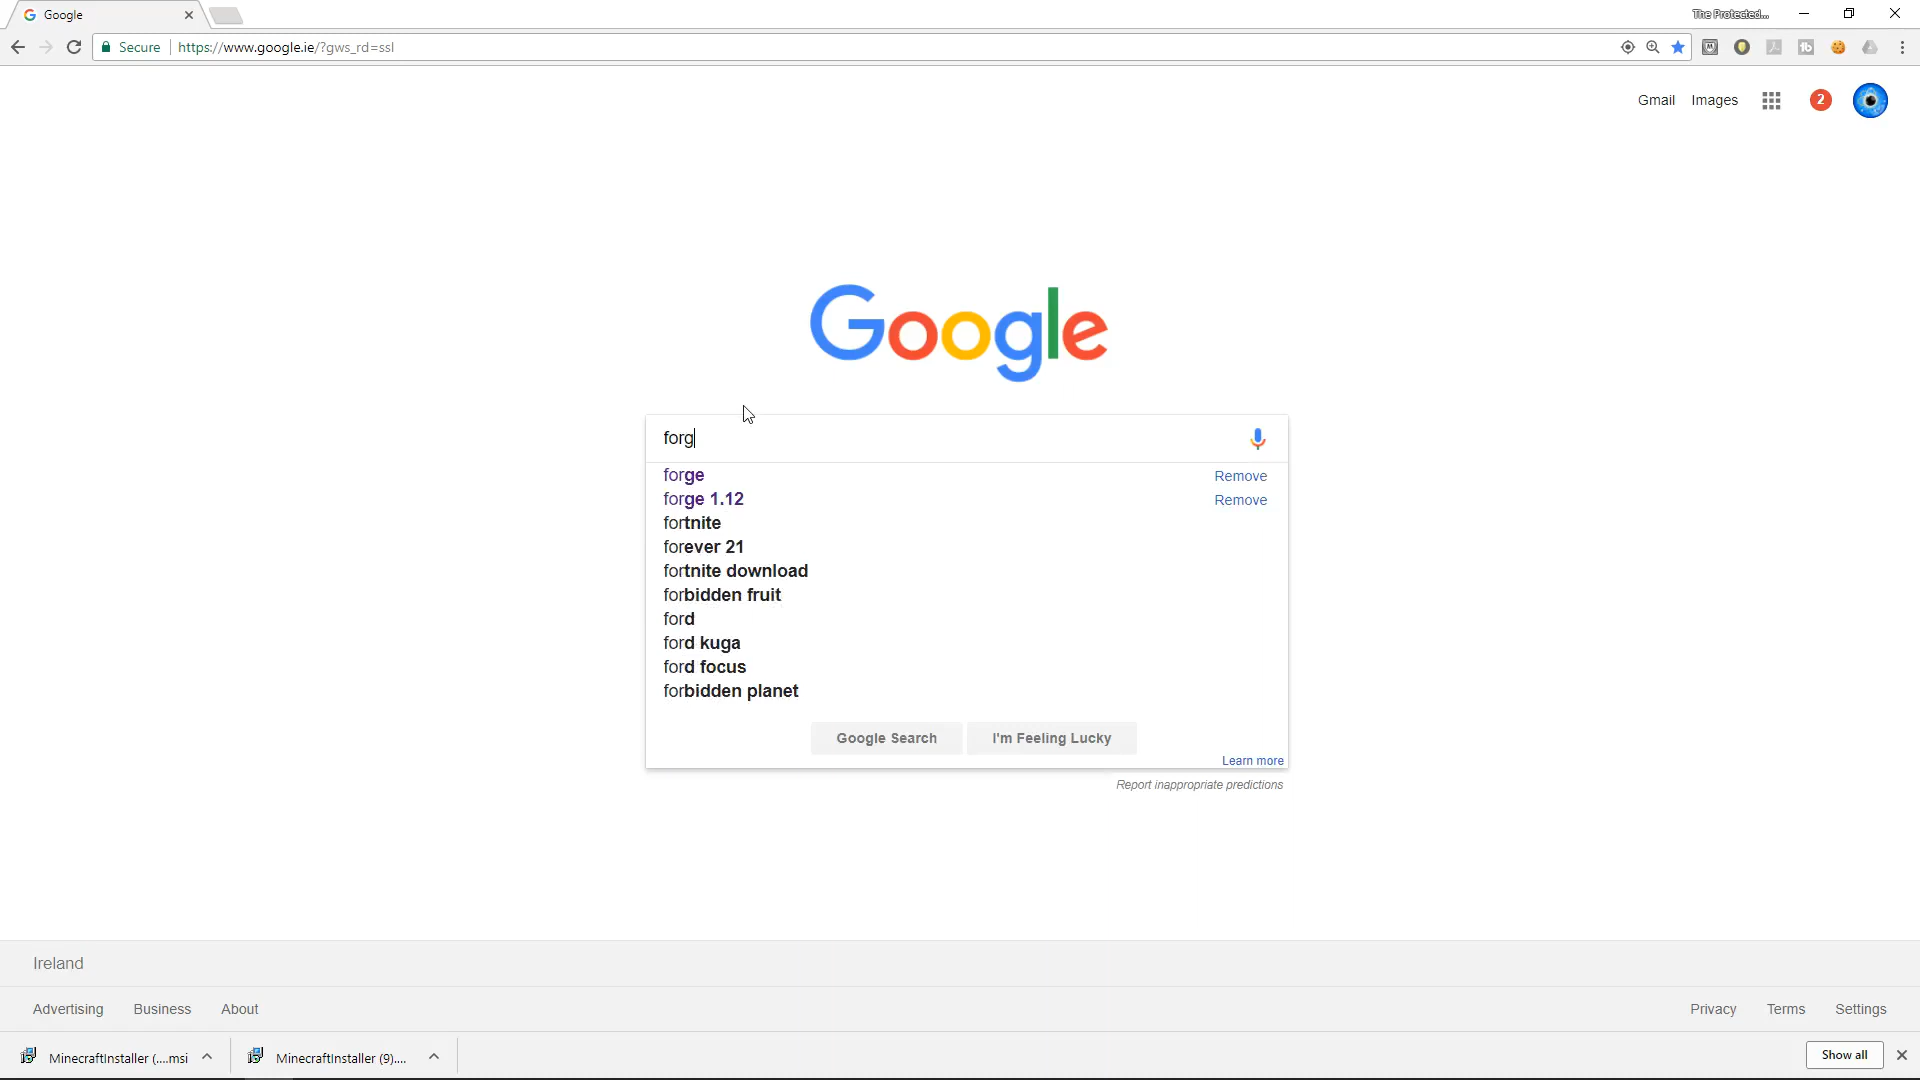 Google
The Protected...
Secure
https://www.google.ie/?gws_rd=ssl
Gmail Images 2
Google
forg
forge Remove
forge 1.12 Remove
fortnite
forever 21
fortnite download
forbidden fruit
ford
ford kuga
ford focus
forbidden planet
Google Search I'm Feeling Lucky
Learn more
Report inappropriate predictions
Ireland
Advertising Business About Privacy Terms Settings
MinecraftInstaller (....msi MinecraftInstaller (9).... Show all